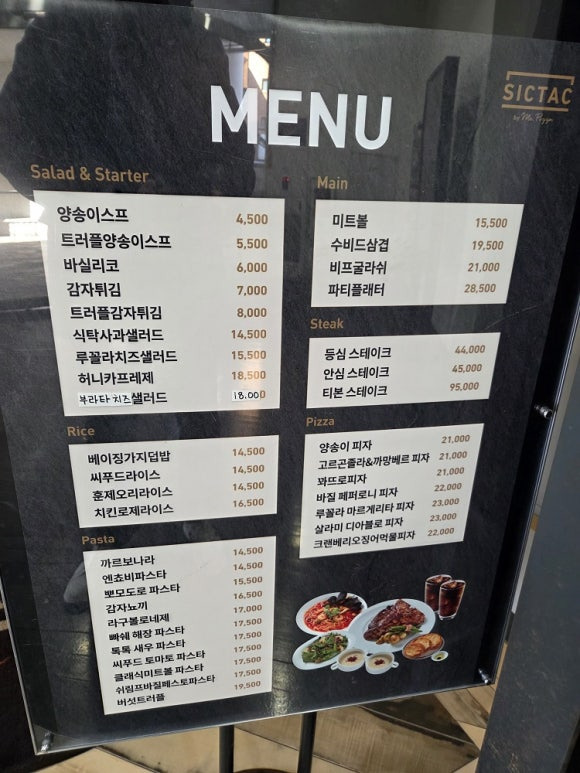 SICTAC
by Mr. Pizza
MENU
Salad & Starter
양송이스프 4,500
트러플양송이스프 5,500
바실리코 6,000
감자튀김 7,000
트러플감자튀김 8,000
식탁사과샐러드 14,500
루꼴라치즈샐러드 15,500
허니카프레제 18,500
부라타 치즈샐러드 18.000
Rice
베이징가지덮밥 14,500
씨푸드라이스 14,500
훈제오리라이스 14,500
치킨로제라이스 16,500
Pasta
까르보나라 14,500
엔쵸비파스타 14,500
뽀모도로 파스타 15,500
감자뇨끼 16,500
라구볼로네제 17,000
빠쉐 해장 파스타 17,500
톡톡 새우 파스타 17,500
씨푸드 토마토 파스타 17,500
클래식미트볼 파스타 17,500
쉬림프바질페스토파스타 17,500
버섯트러플 19,500
Main
미트볼 15,500
수비드삼겹 19,500
비프굴라쉬 21,000
파티플래터 28,500
Steak
등심 스테이크 44,000
안심 스테이크 45,000
티본 스테이크 95,000
Pizza
양송이 피자 21,000
고르곤졸라&까망베르 피자 21,000
꽈뜨로피자 21,000
바질 페퍼로니 피자 22,000
루꼴라 마르게리타 피자 23,000
살라미 디아블로 피자 23,000
크랜베리오징어먹물피자 22,000